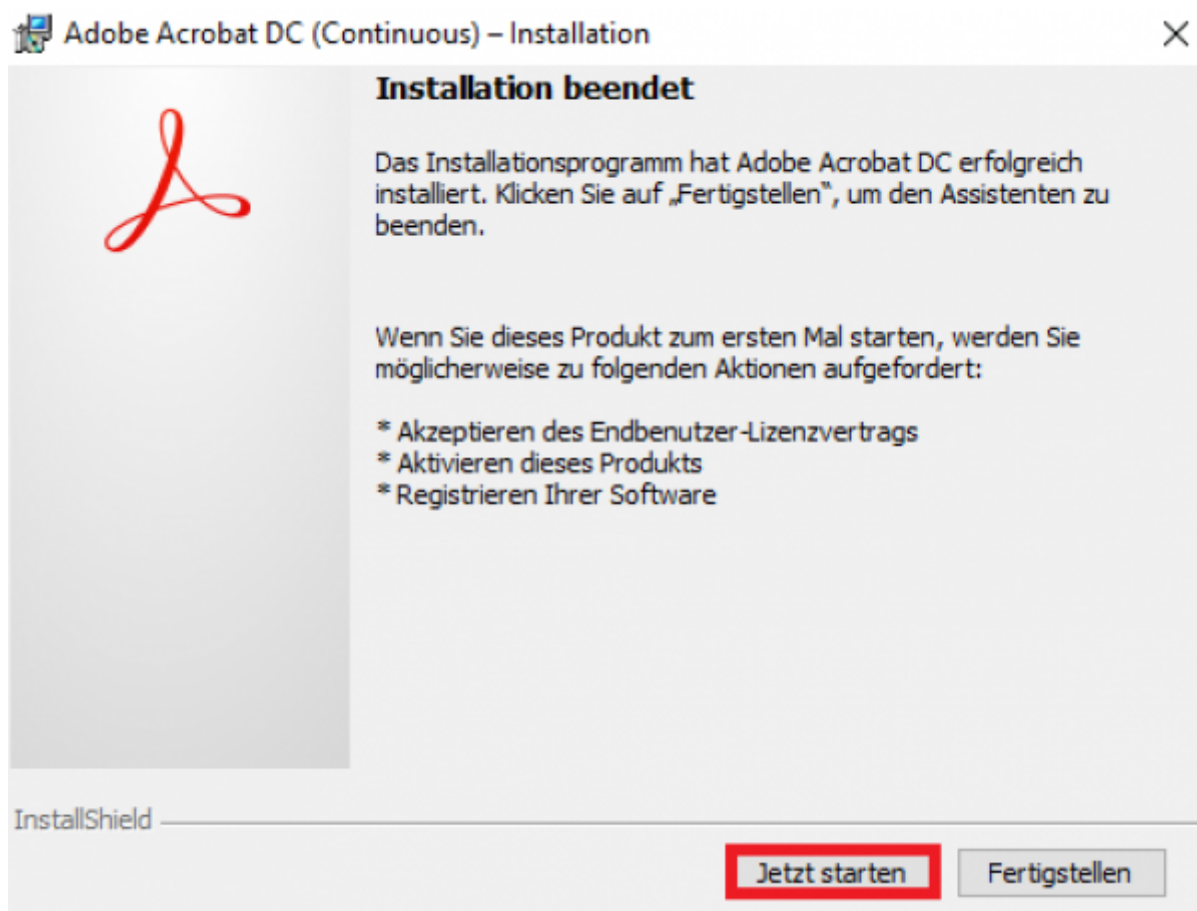 Adobe Acrobat DC (Continuous) – Installation
Installation beendet
Das Installationsprogramm hat Adobe Acrobat DC erfolgreich
installiert. Klicken Sie auf „Fertigstellen“, um den Assistenten zu
beenden.
Wenn Sie dieses Produkt zum ersten Mal starten, werden Sie
möglicherweise zu folgenden Aktionen aufgefordert:
* Akzeptieren des Endbenutzer-Lizenzvertrags
* Aktivieren dieses Produkts
* Registrieren Ihrer Software
InstallShield
Jetzt starten
Fertigstellen